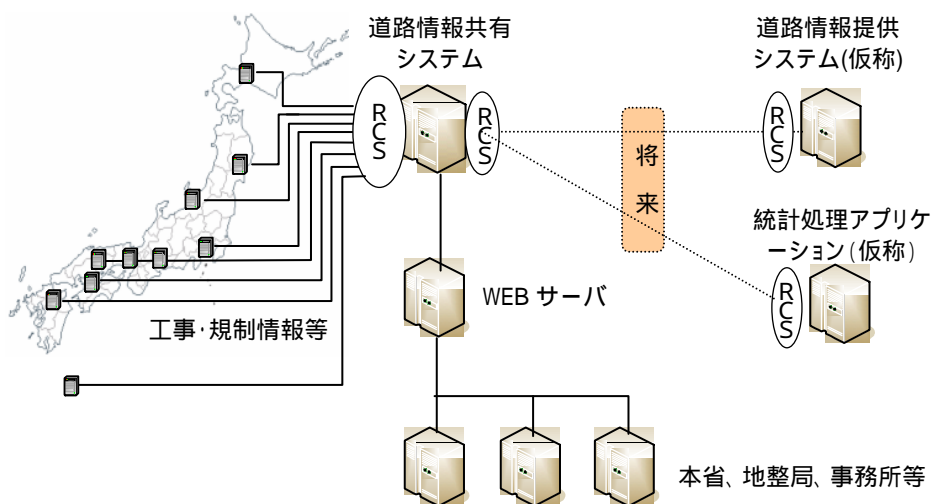 道路情報共有
システム
道路情報提供
システム(仮称)
RCS
RCS
RCS
将来
統計処理アプリケ
ーション(仮称)
RCS
WEB サーバ
工事・規制情報等
本省、地整局、事務所等